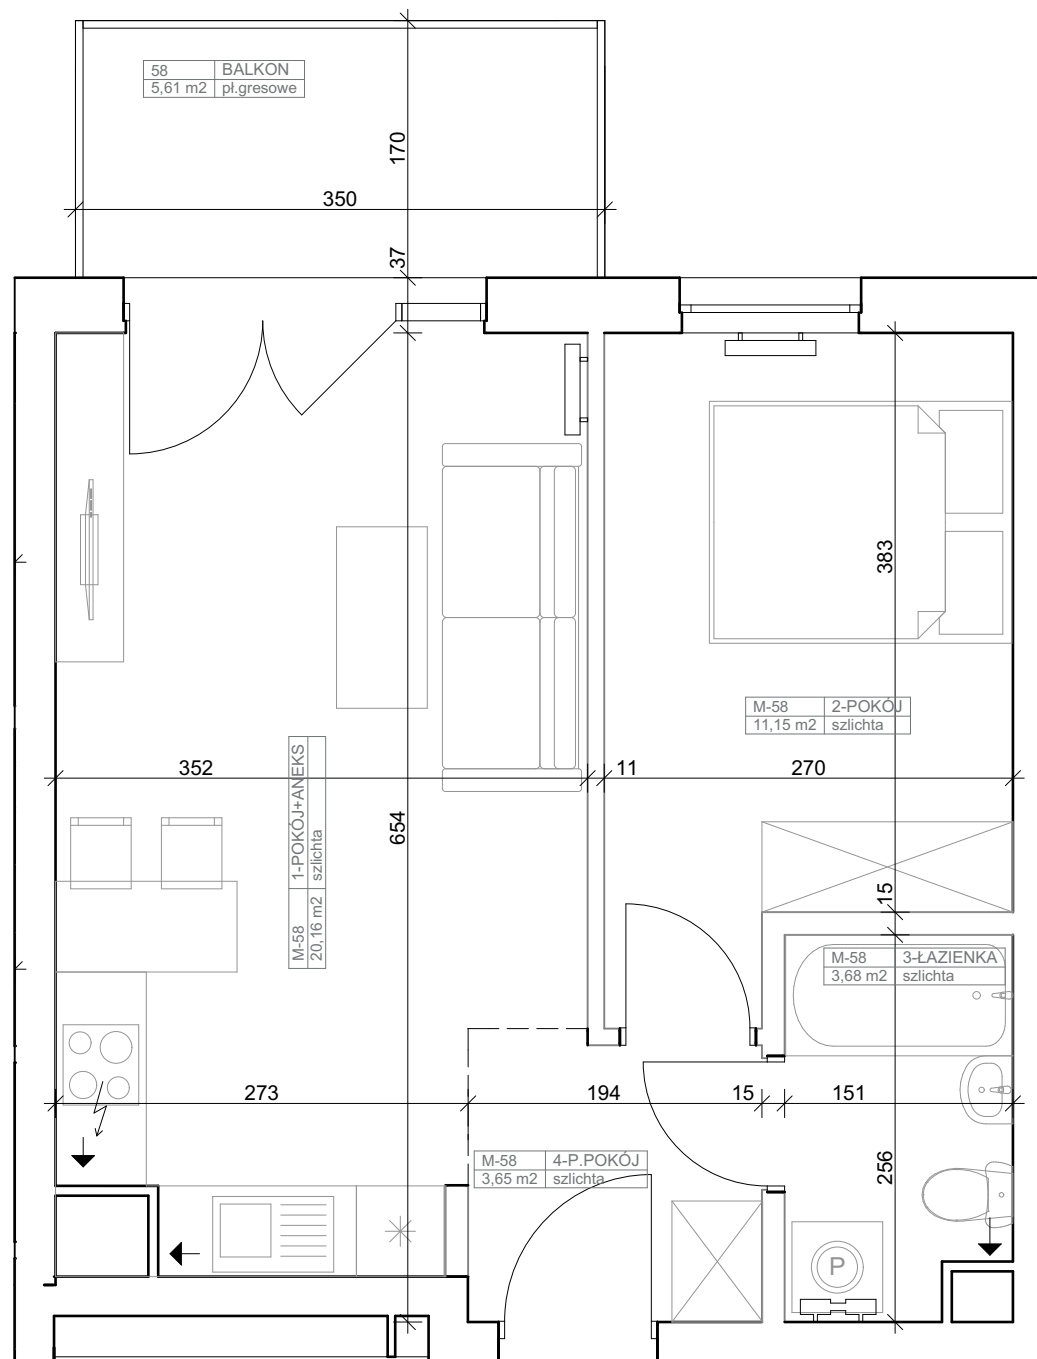 58 BALKON
5,61 m2 pł.gresowe
170
350
37
383
M-58 2-POKÓJ
11,15 m2 szlichta
352
11
270
M-58 1-POKÓJ+ANEKS
20,16 m2 szlichta
654
15
M-58 3-ŁAZIENKA
3,68 m2 szlichta
273
194
15
151
M-58 4-P.POKÓJ
3,65 m2 szlichta
256
P